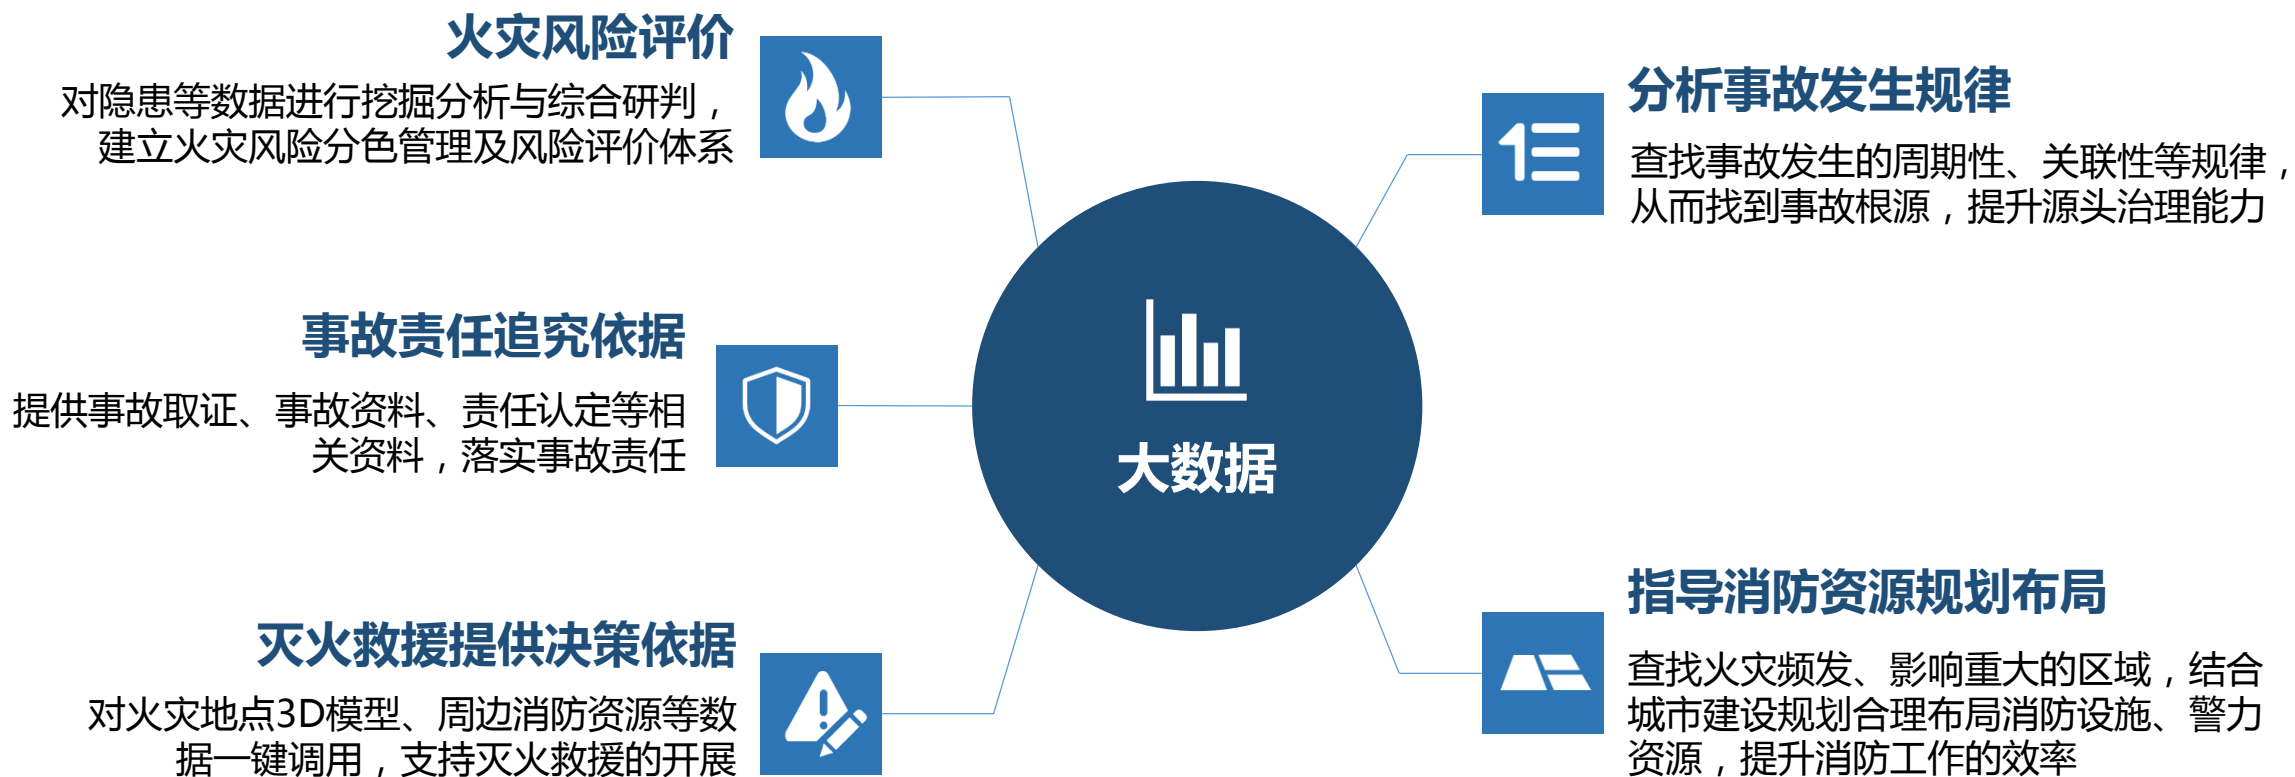 火灾风险评价
对隐患等数据进行挖掘分析与综合研判，
建立火灾风险分色管理及风险评价体系
事故责任追究依据
提供事故取证、事故资料、责任认定等相
关资料，落实事故责任
灭火救援提供决策依据
对火灾地点3D模型、周边消防资源等数
据一键调用，支持灭火救援的开展
大数据
分析事故发生规律
查找事故发生的周期性、关联性等规律，
从而找到事故根源，提升源头治理能力
指导消防资源规划布局
查找火灾频发、影响重大的区域，结合
城市建设规划合理布局消防设施、警力
资源，提升消防工作的效率